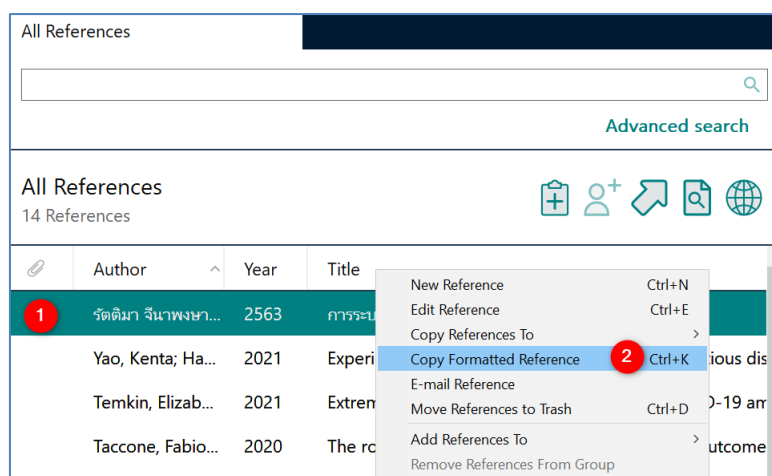 All References
Advanced search
All References
14 References
Author Year Title
1 รัตติมา จีนาพงษา... 2563 การระบ
Yao, Kenta; Ha... 2021 Experi ious dis
Temkin, Elizab... 2021 Extrem D-19 am
Taccone, Fabio... 2020 The ro utcome
New Reference Ctrl+N
Edit Reference Ctrl+E
Copy References To >
Copy Formatted Reference 2 Ctrl+K
E-mail Reference
Move References to Trash Ctrl+D
Add References To >
Remove References From Group